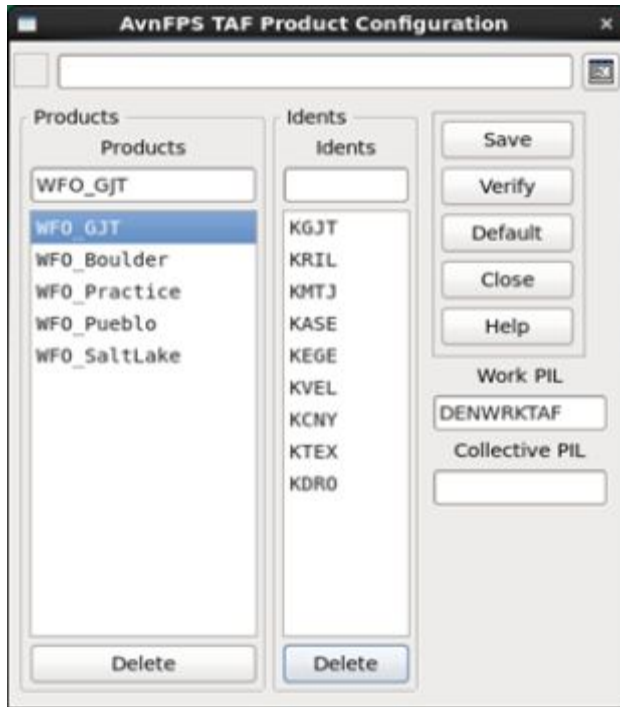 AvnFPS TAF Product Configuration
Products
Products
WFO_GJT
WFO_GJT
WFO_Boulder
WFO_Practice
WFO_Pueblo
WFO_SaltLake
Delete
Idents
Idents
KGJT
KRIL
KMTJ
KASE
KEGE
KVEL
KCNY
KTEX
KDRO
Delete
Save
Verify
Default
Close
Help
Work PIL
DENWRKTAF
Collective PIL